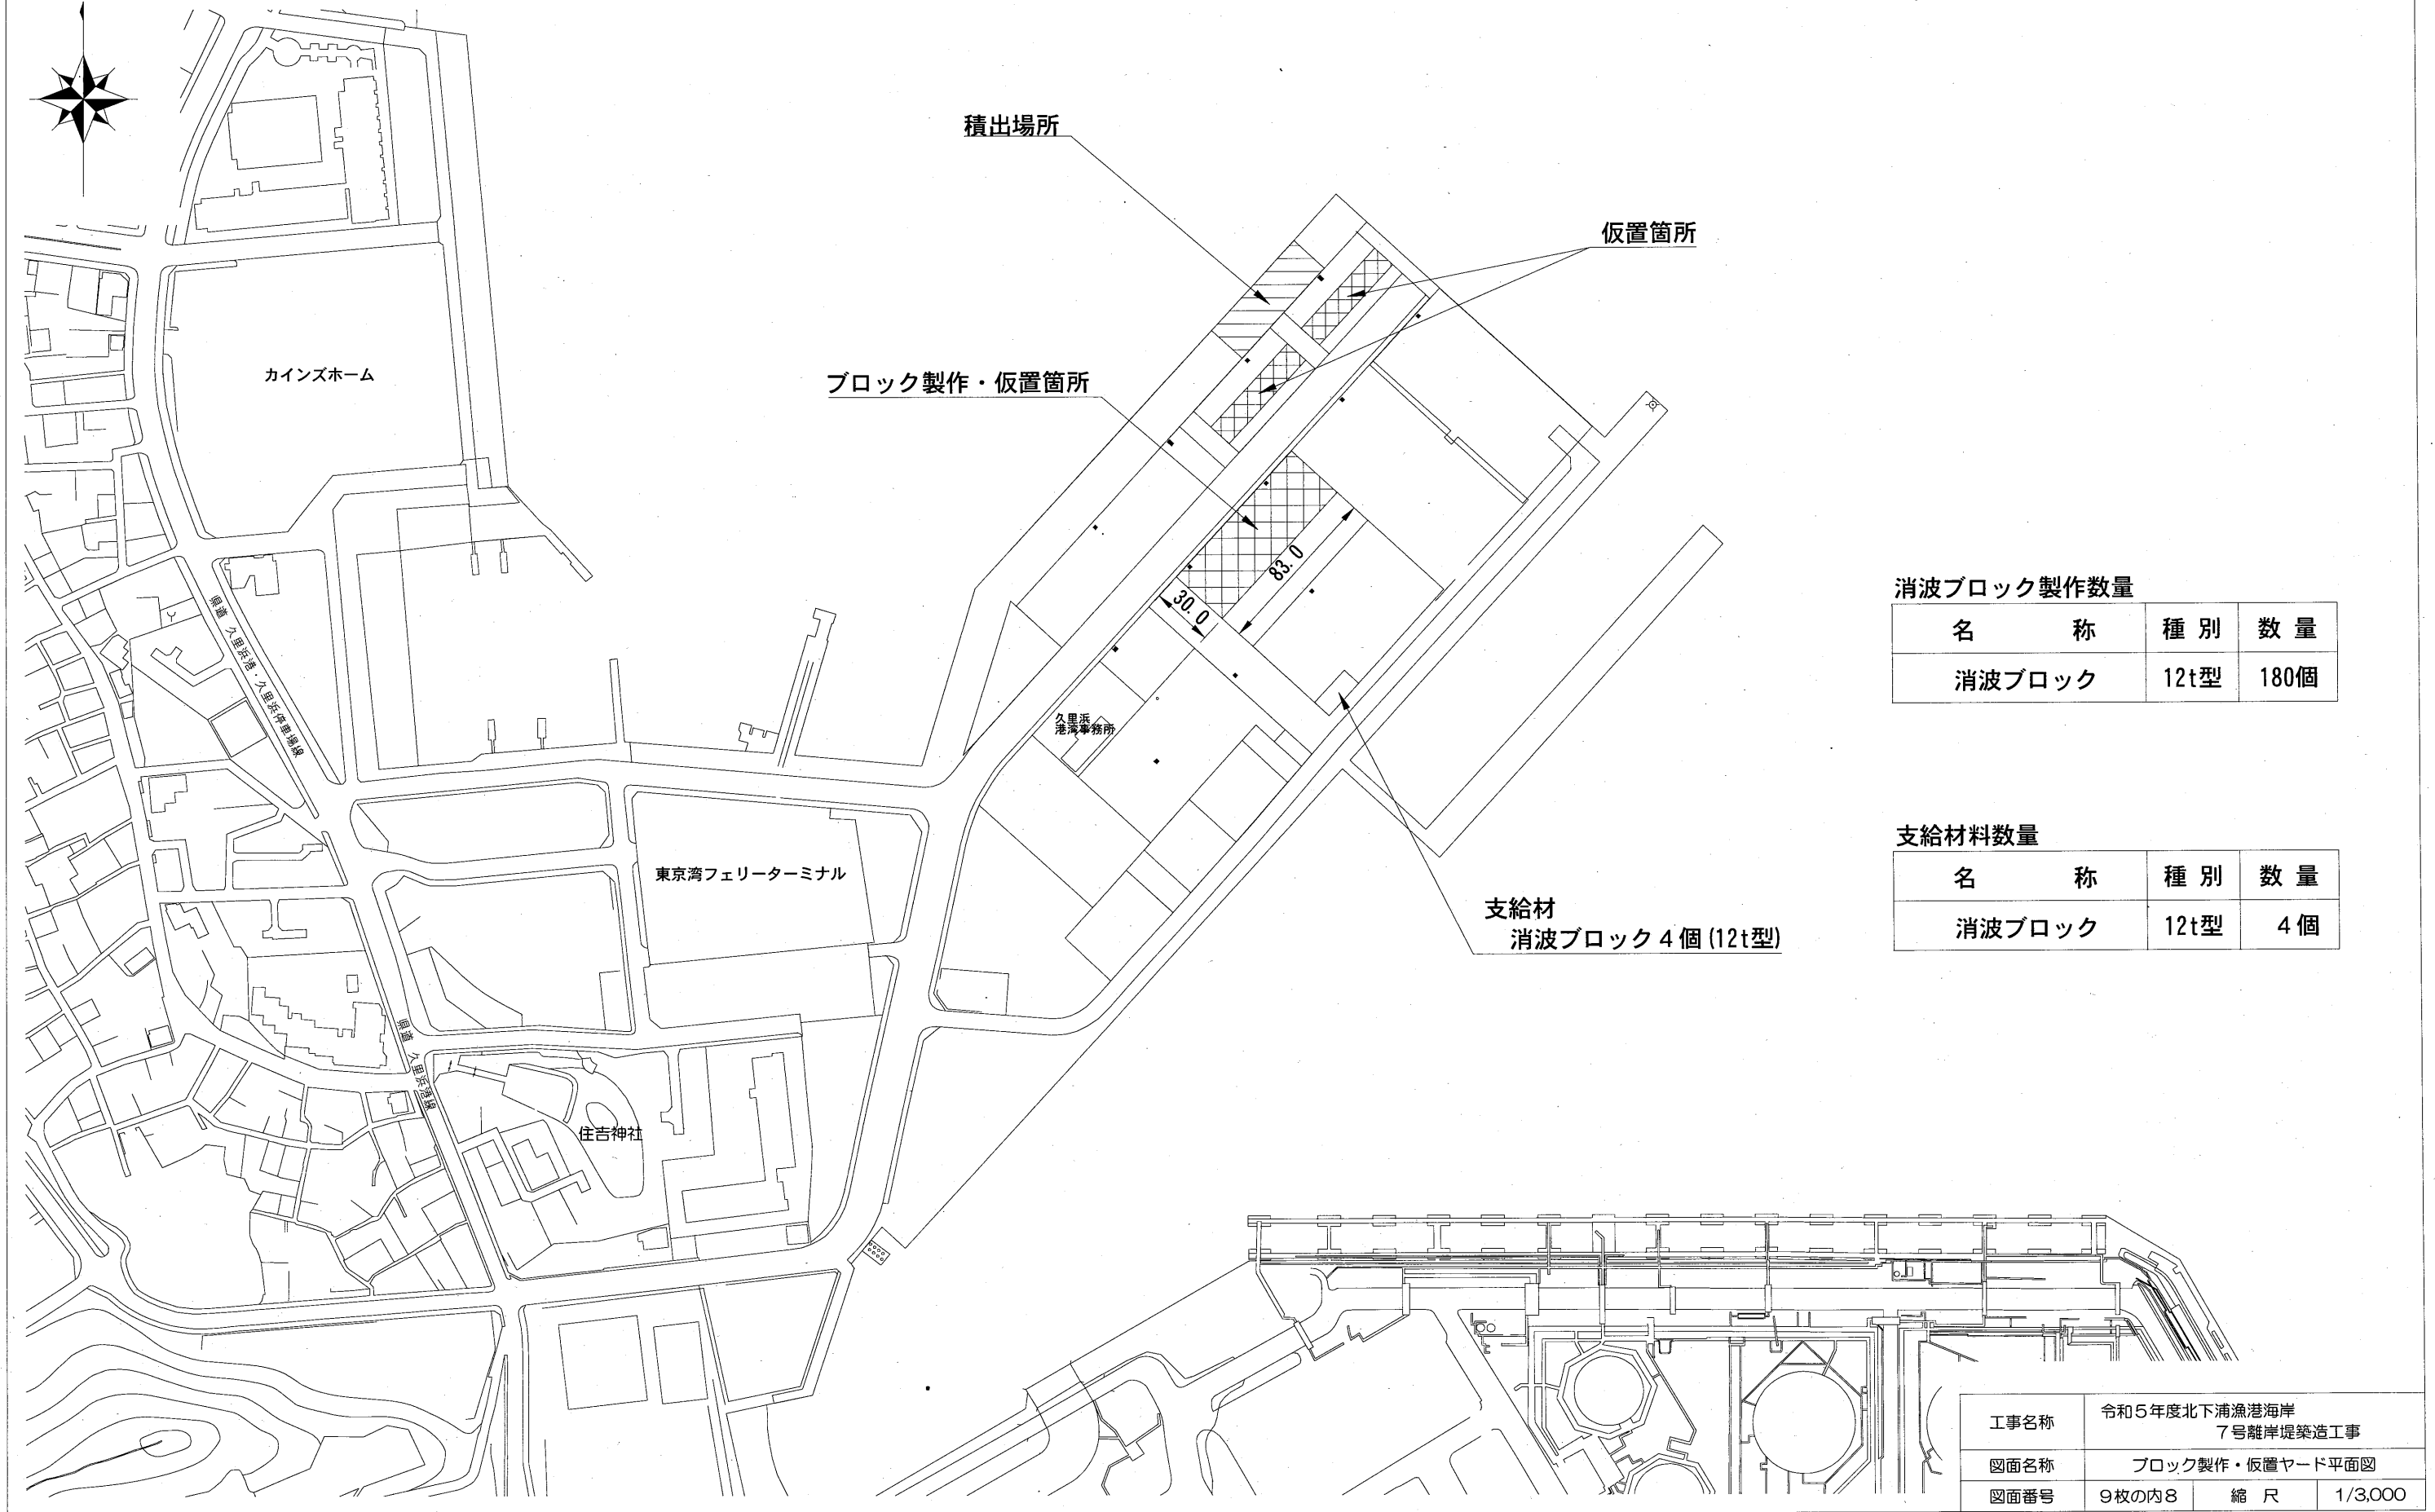 積出場所
仮置箇所
ブロック製作・仮置箇所
カインズホーム
83.0
30.0
県道 久里浜港・久里浜停車場線
久里浜
港湾事務所
東京湾フェリーターミナル
支給材
消波ブロック4個(12t型)
県道 久里浜港線
住吉神社
消波ブロック製作数量
名 称 種 別 数 量
消波ブロック 12t型 180個
支給材料数量
名 称 種 別 数 量
消波ブロック 12t型 4個
工事名称 令和5年度北下浦漁港海岸
7号離岸堤築造工事
図面名称 ブロック製作・仮置ヤード平面図
図面番号 9枚の内8 縮 尺 1/3,000